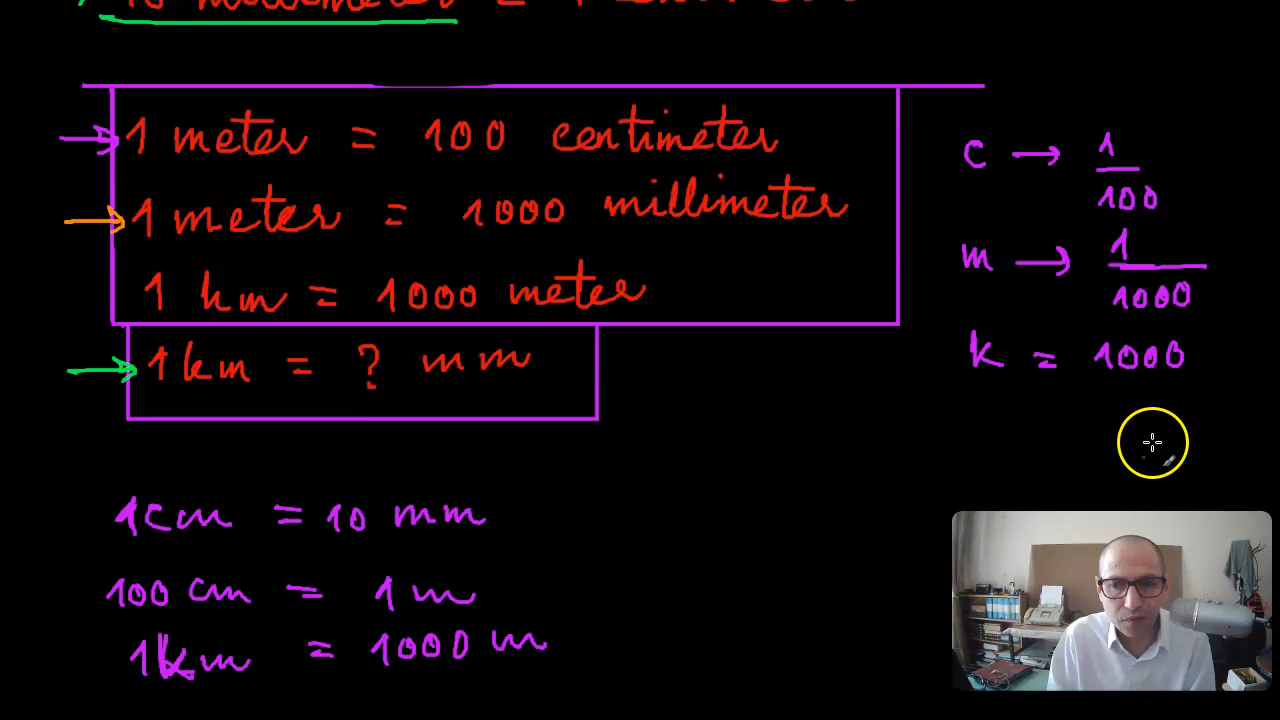 1 meter = 100 centimeter
1 meter = 1000 millimeter
1 km = 1000 meter
1 km = ? mm
c → 1/100
m → 1/1000
k = 1000
1cm = 10 mm
100 cm = 1 m
1km = 1000 m